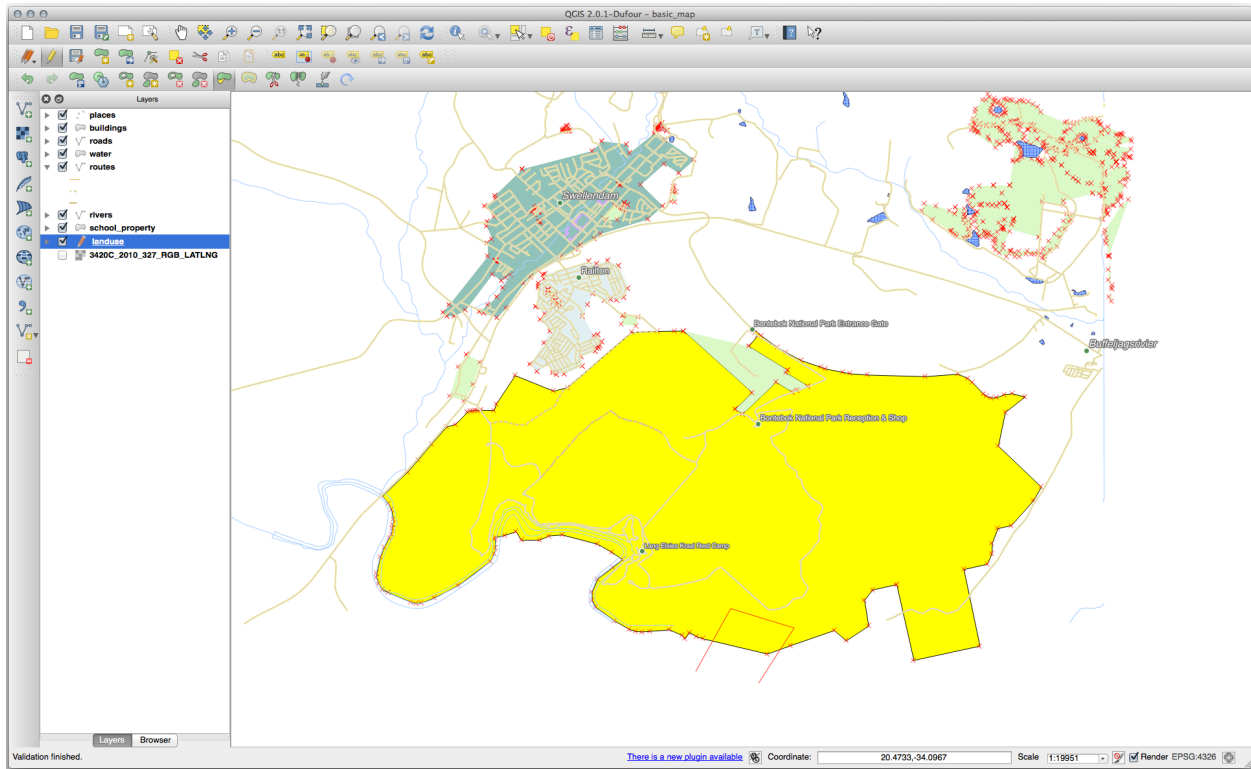 QGIS 2.0.1-Dufour - basic_map
Layers
places
buildings
roads
water
routes
rivers
school_property
landuse
3420C_2010_327_RGB_LATLNG
Swellendam
Railton
Bontebok National Park Entrance Gate
Buffeljagsrivier
Bontebok National Park Reception & Shop
Lang Elsies Kraal Rest Camp
Layers
Browser
Validation finished.
There is a new plugin available
Coordinate:
20.4733,-34.0967
Scale
1:19951
Render
EPSG:4326